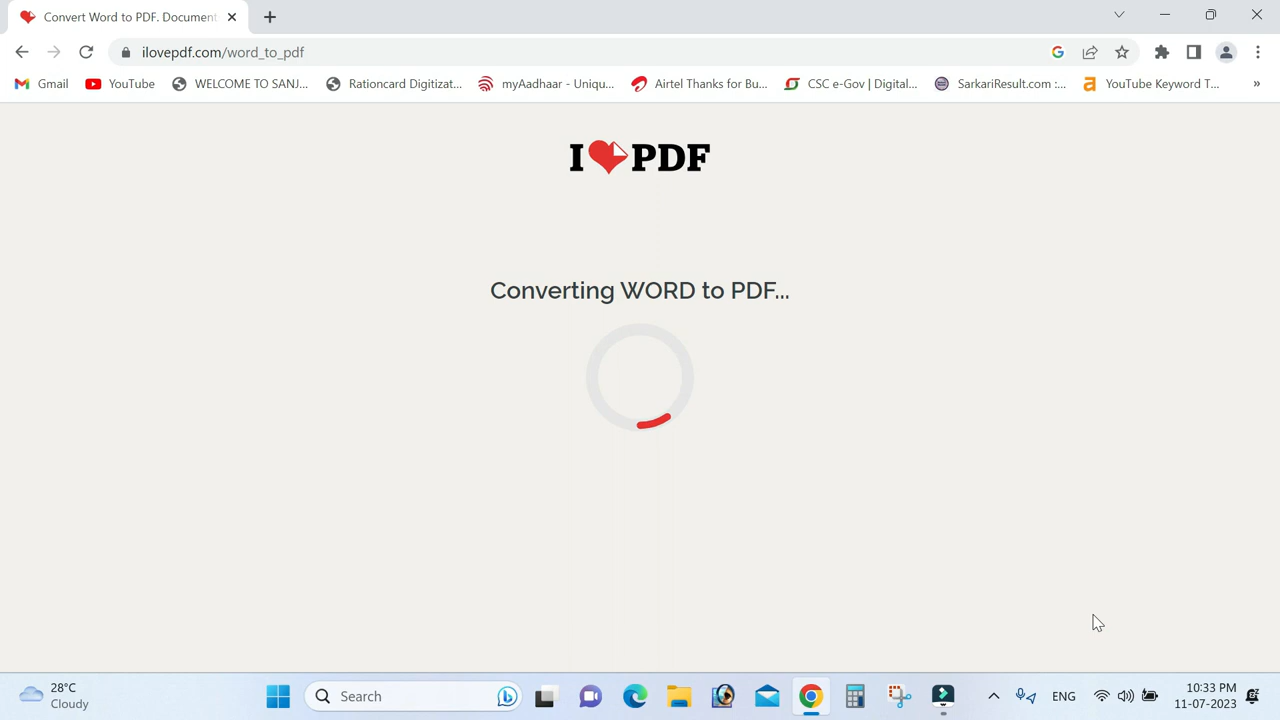 Convert Word to PDF. Document
ilovepdf.com/word_to_pdf
Gmail
YouTube
WELCOME TO SANJ...
Rationcard Digitizat...
myAadhaar - Uniqu...
Airtel Thanks for Bu...
CSC e-Gov | Digital...
SarkariResult.com :...
YouTube Keyword T...
»
I PDF
Converting WORD to PDF...
28°C
Cloudy
Search
ENG
10:33 PM
11-07-2023